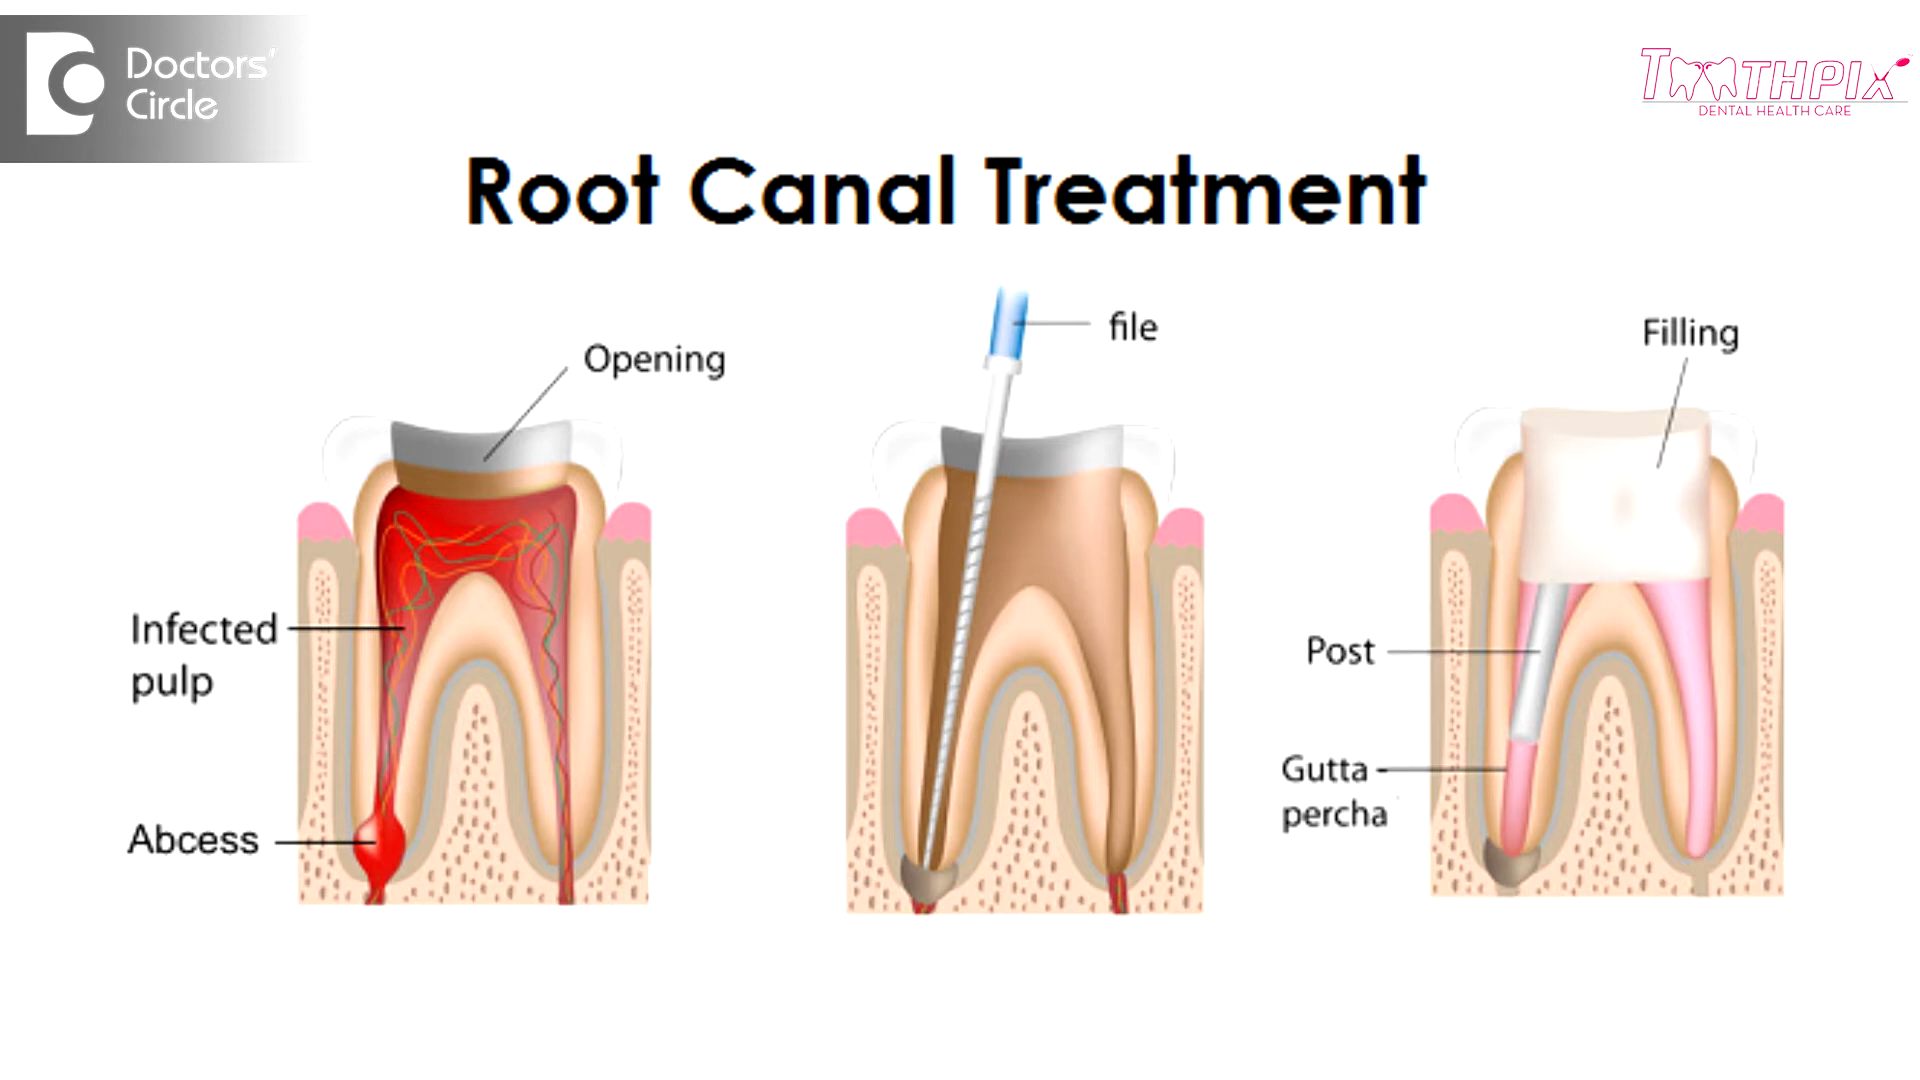 Doctors'
Circle
TOOTHPIX
DENTAL HEALTH CARE
Root Canal Treatment
Opening
Infected
pulp
Abcess
file
Filling
Post
Gutta
percha